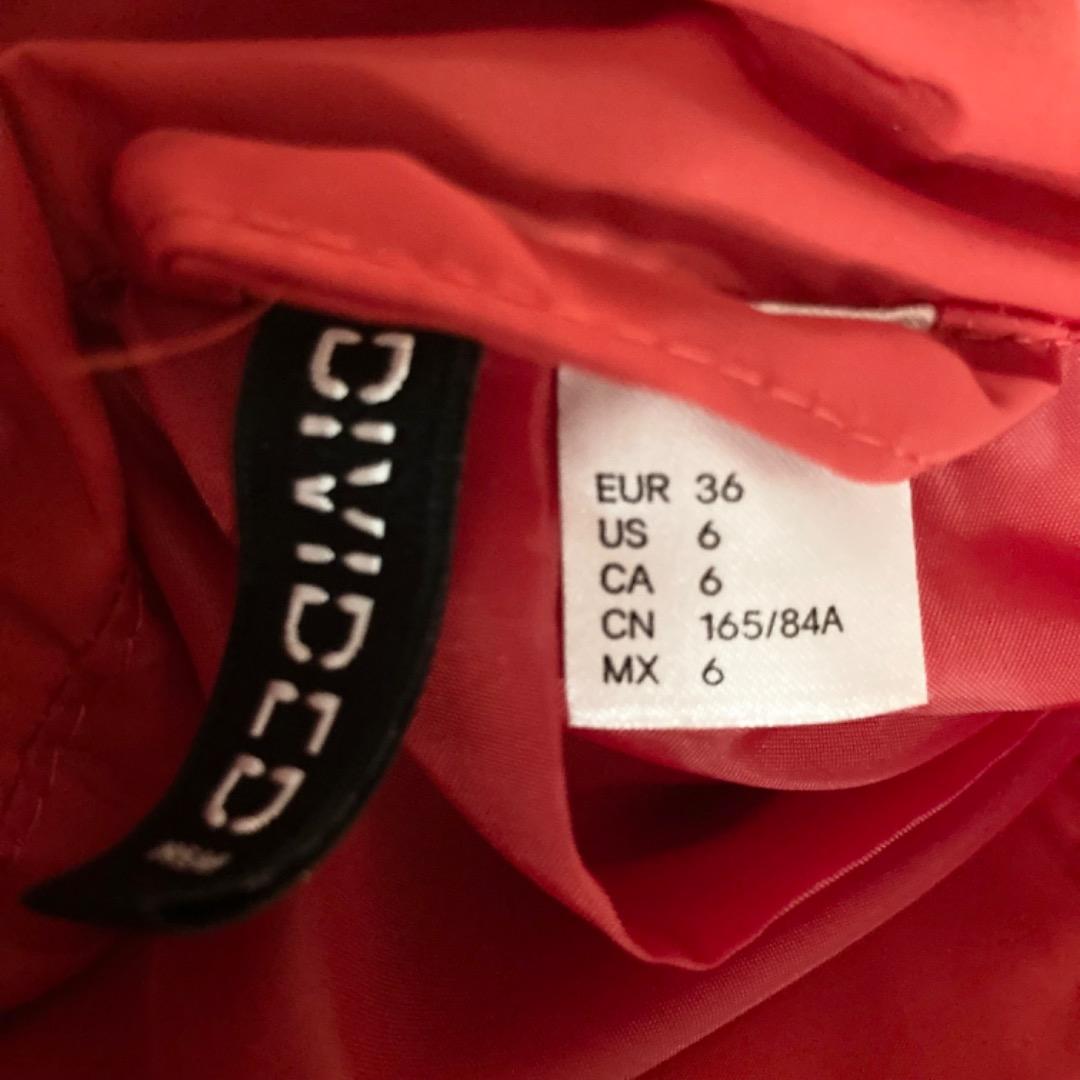 DIVIDED
H&M
EUR 36
US 6
CA 6
CN 165/84A
MX 6